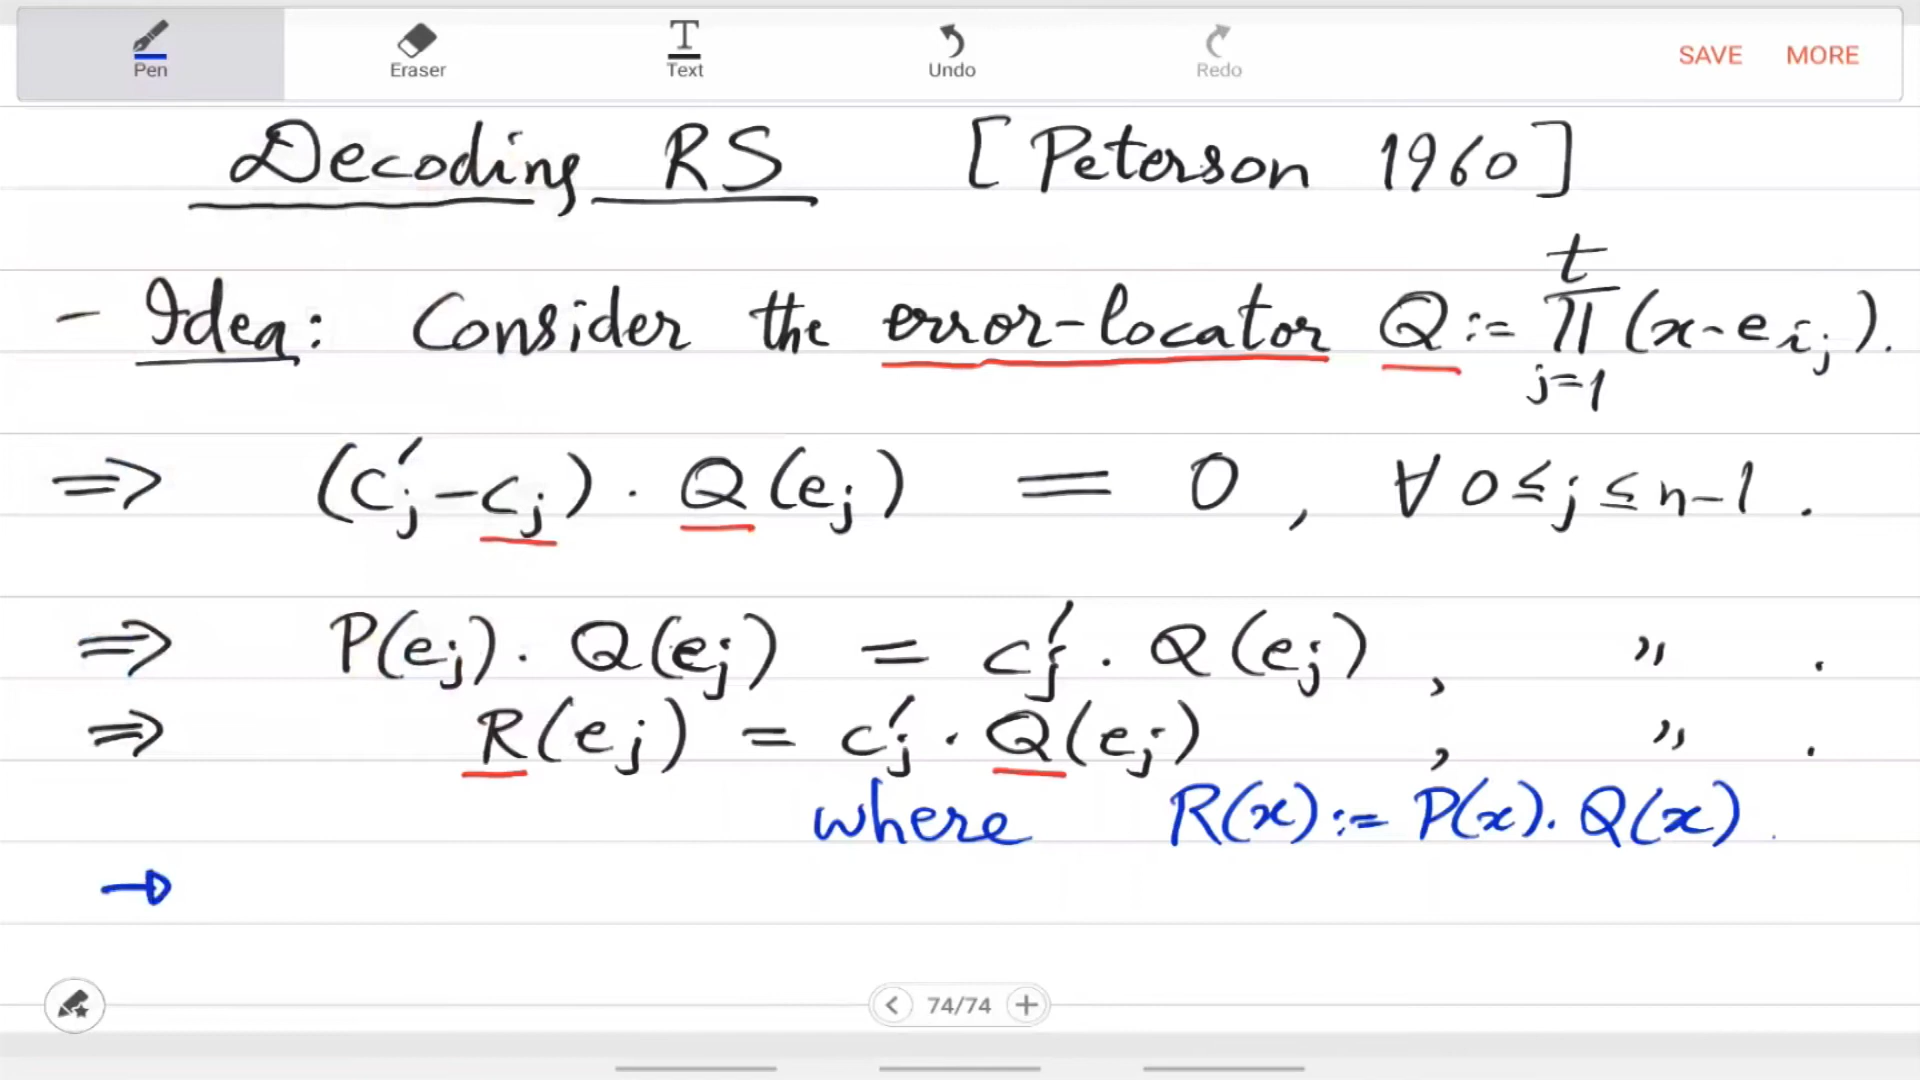 Pen Eraser Text Undo Redo SAVE MORE
Decoding RS [Peterson 1960]
- Idea: Consider the error-locator Q := ∏_{j=1}^{t} (x - e_{i_j}).
=> (c'_j - c_j) · Q(e_j) = 0, ∀ 0 ≤ j ≤ n-1.
=> P(e_j) · Q(e_j) = c'_j · Q(e_j), " .
=> R(e_j) = c'_j · Q(e_j), " .
where R(x) := P(x) · Q(x).
→
74/74